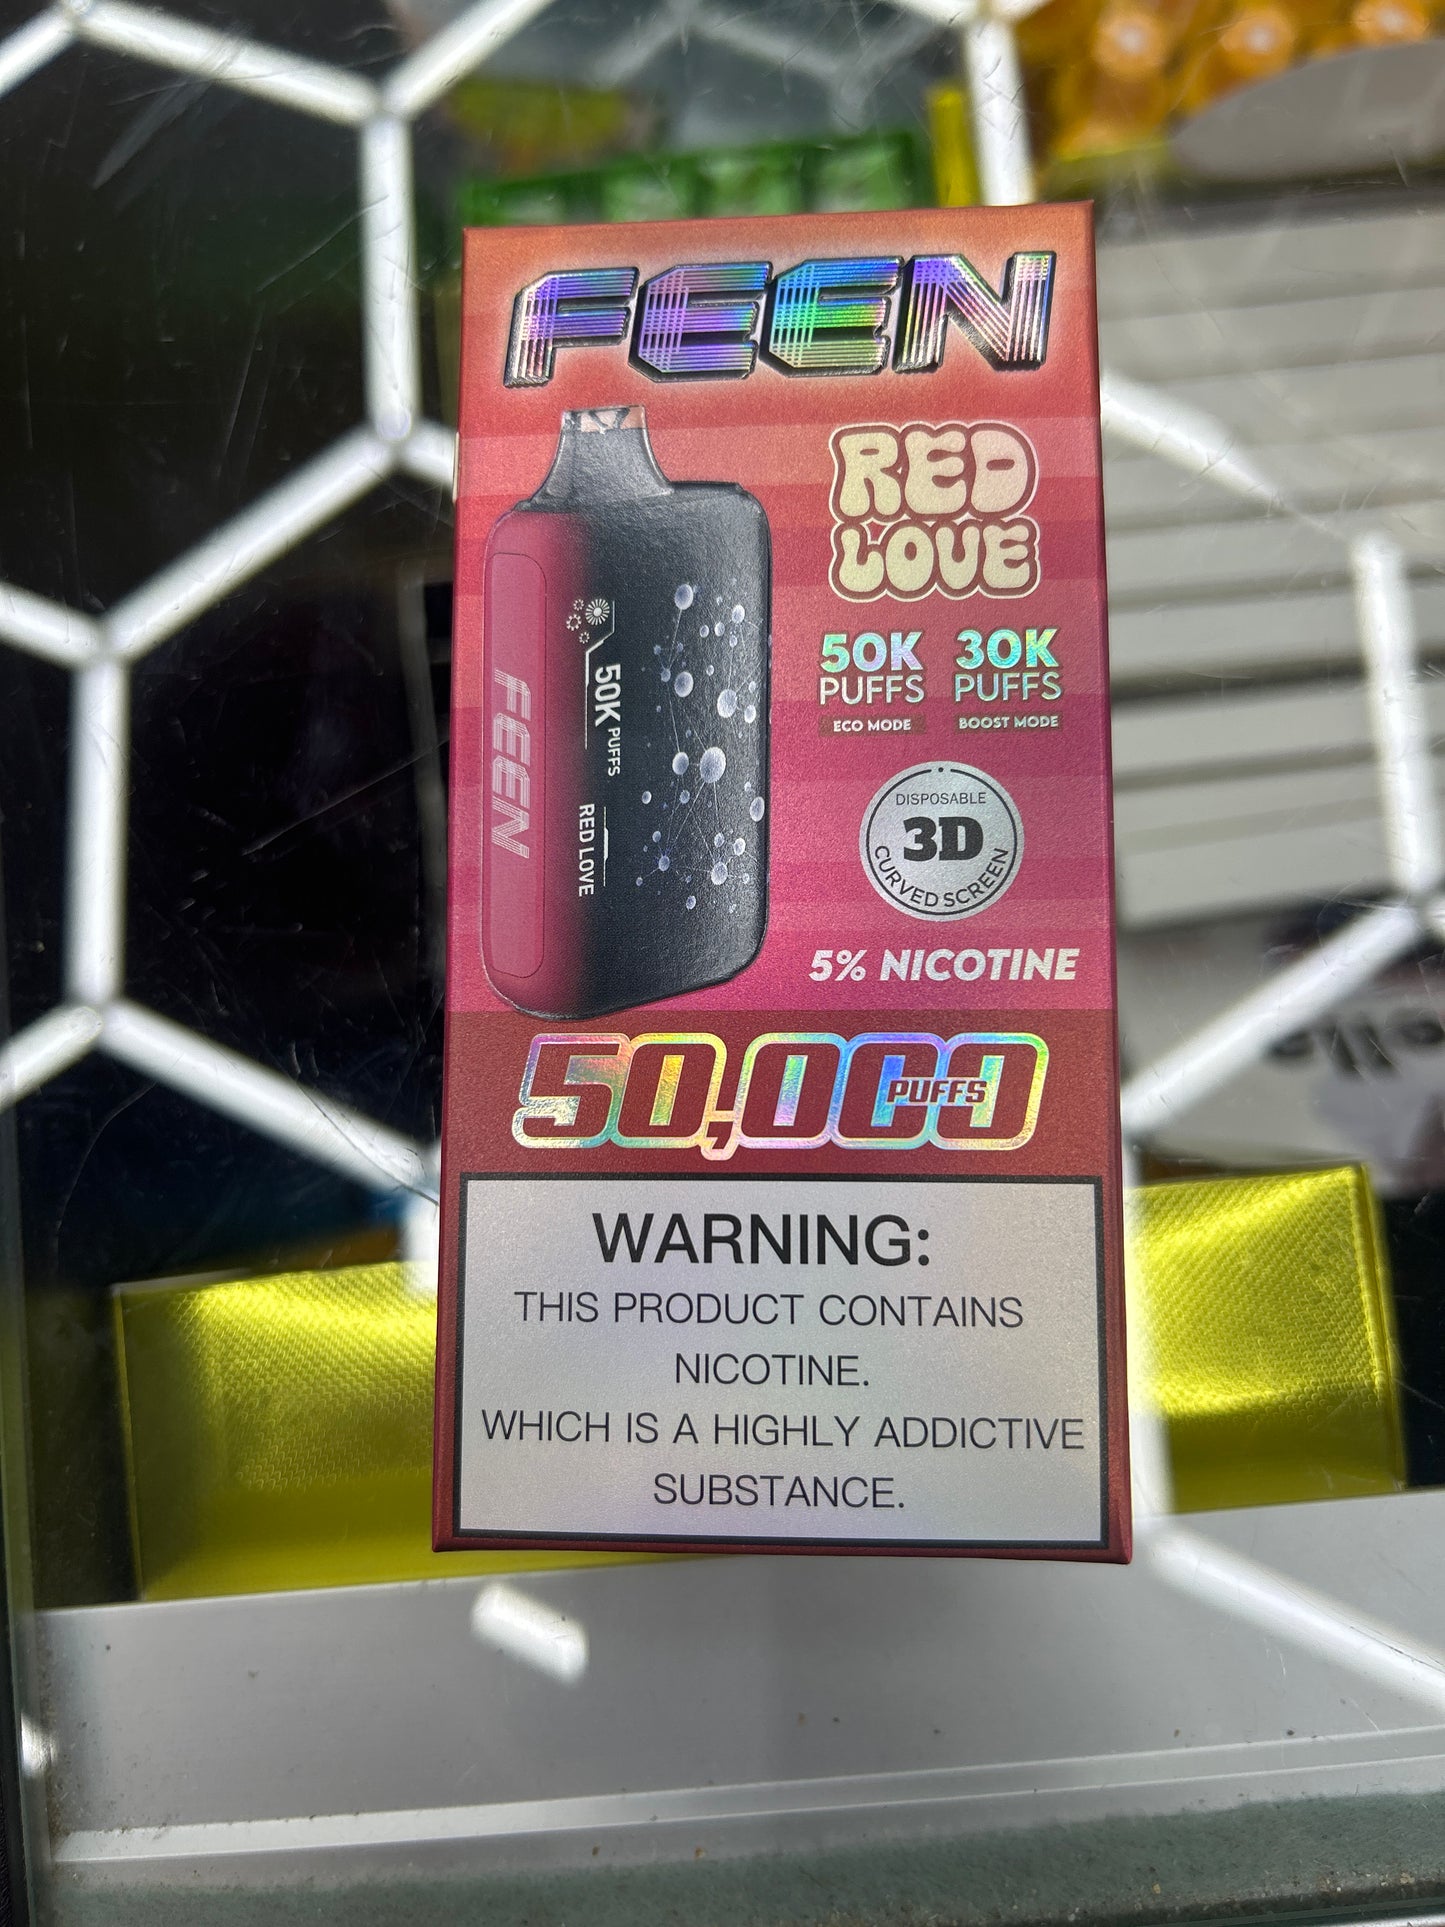 FEEN
RED
LOVE
50K
PUFFS
ECO MODE
30K
PUFFS
BOOST MODE
FEEN
50K PUFFS
RED LOVE
DISPOSABLE
3D
CURVED SCREEN
5% NICOTINE
50,000
PUFFS
WARNING:
THIS PRODUCT CONTAINS
NICOTINE.
WHICH IS A HIGHLY ADDICTIVE
SUBSTANCE.